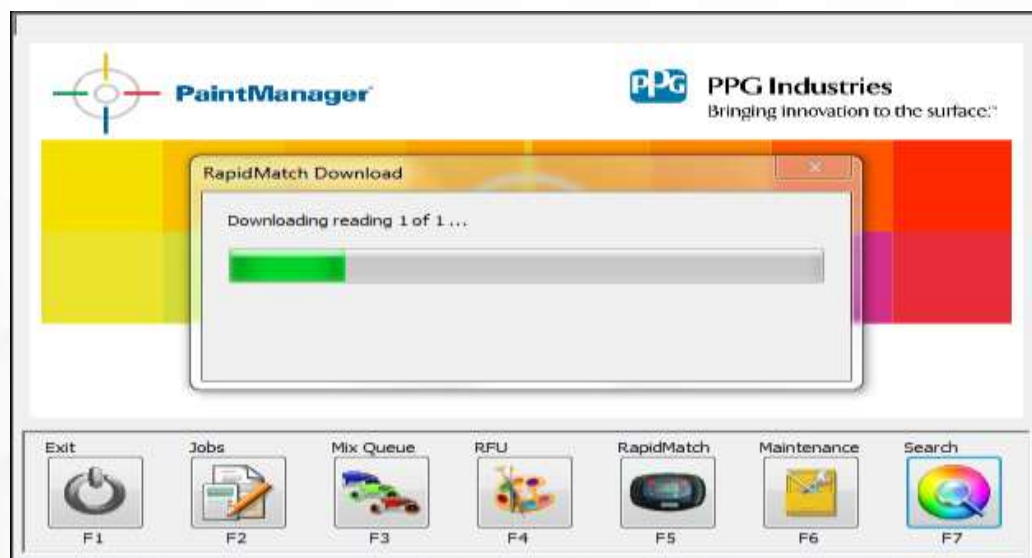 PaintManager
PPG PPG Industries
Bringing innovation to the surface.™
RapidMatch Download
Downloading reading 1 of 1 ...
Exit Jobs Mix Queue RFU RapidMatch Maintenance Search
F1 F2 F3 F4 F5 F6 F7